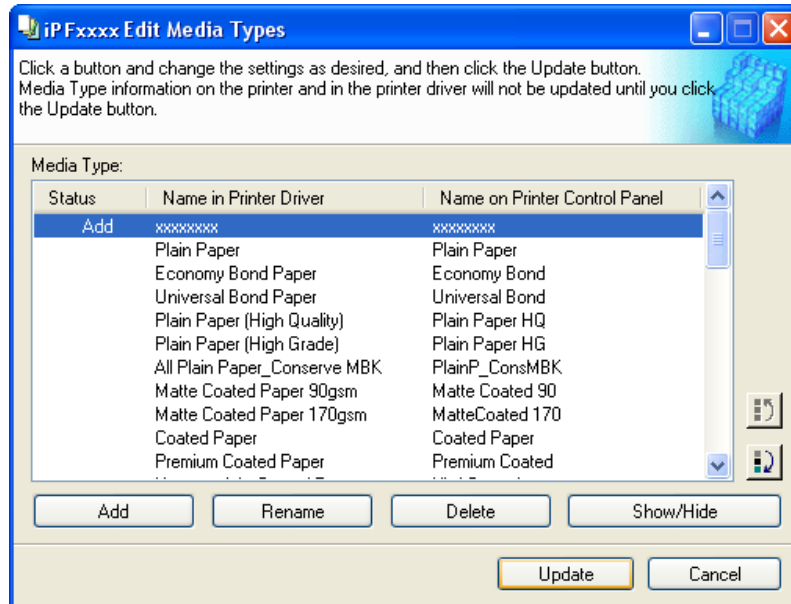 iPFxxxx Edit Media Types
Click a button and change the settings as desired, and then click the Update button.
Media Type information on the printer and in the printer driver will not be updated until you click
the Update button.
Media Type:
Status Name in Printer Driver Name on Printer Control Panel
Add xxxxxxxx xxxxxxxx
Plain Paper Plain Paper
Economy Bond Paper Economy Bond
Universal Bond Paper Universal Bond
Plain Paper (High Quality) Plain Paper HQ
Plain Paper (High Grade) Plain Paper HG
All Plain Paper_Conserve MBK PlainP_ConsMBK
Matte Coated Paper 90gsm Matte Coated 90
Matte Coated Paper 170gsm MatteCoated 170
Coated Paper Coated Paper
Premium Coated Paper Premium Coated
Add Rename Delete Show/Hide
Update Cancel